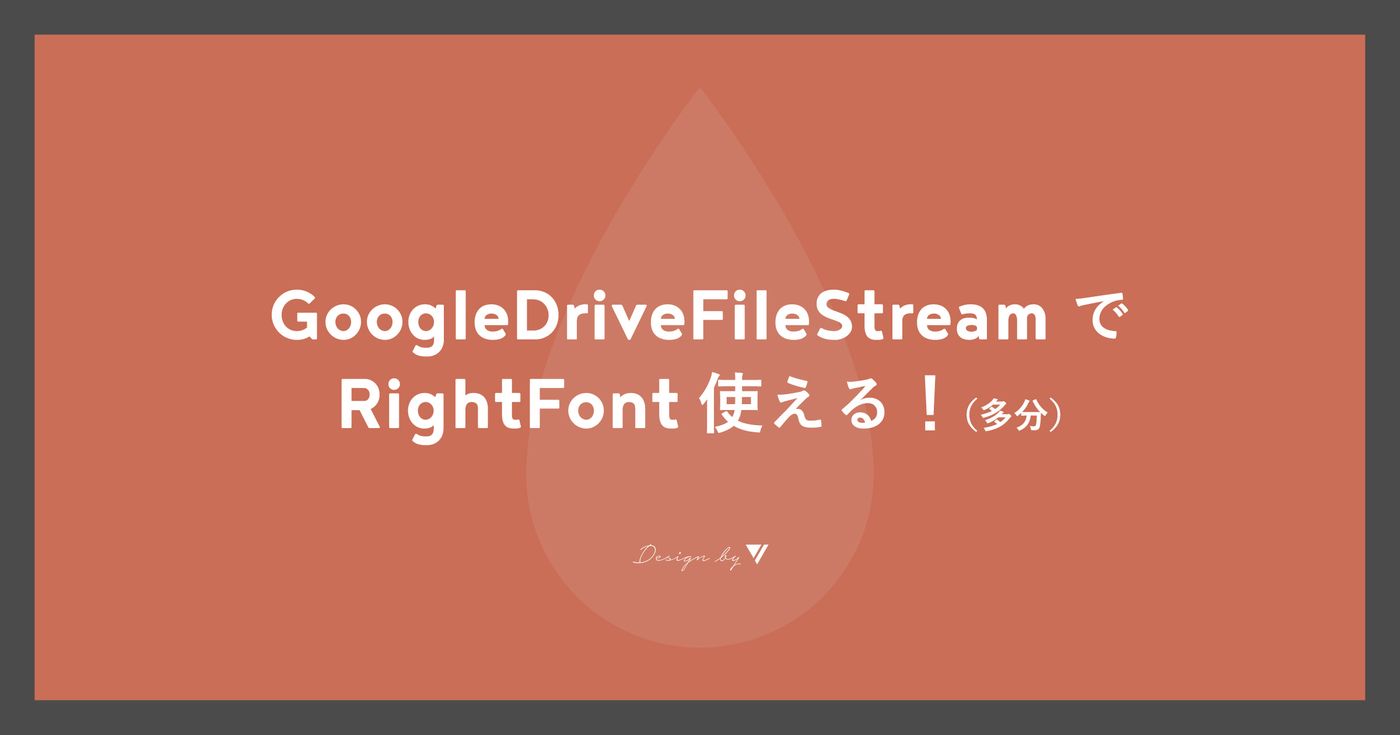 GoogleDriveFileStream で
RightFont 使える！（多分）
Design by